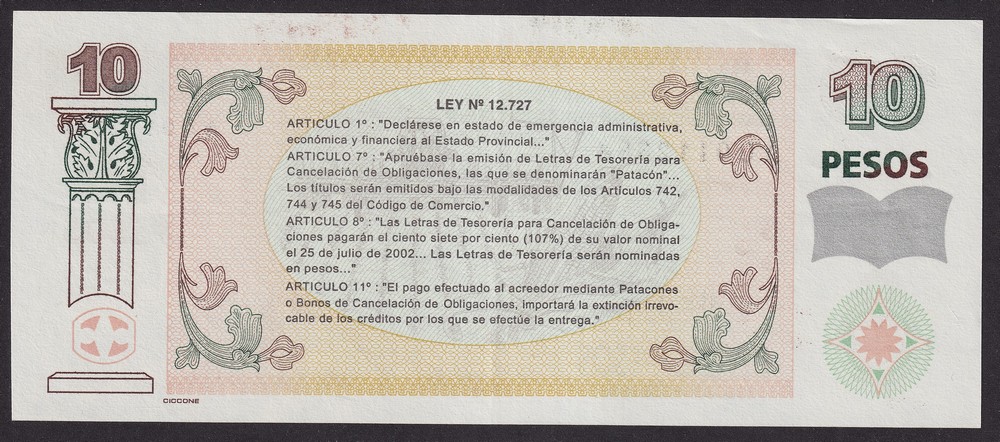 10
10
PESOS
LEY Nº 12.727
ARTICULO 1º : "Declárese en estado de emergencia administrativa,
económica y financiera al Estado Provincial..."
ARTICULO 7º : "Apruébase la emisión de Letras de Tesorería para
Cancelación de Obligaciones, las que se denominarán "Patacón"...
Los títulos serán emitidos bajo las modalidades de los Artículos 742,
744 y 745 del Código de Comercio."
ARTICULO 8º : "Las Letras de Tesorería para Cancelación de Obliga-
ciones pagarán el ciento siete por ciento (107%) de su valor nominal
el 25 de julio de 2002... Las Letras de Tesorería serán nominadas
en pesos..."
ARTICULO 11º : "El pago efectuado al acreedor mediante Patacones
o Bonos de Cancelación de Obligaciones, importará la extinción irrevo-
cable de los créditos por los que se efectúe la entrega."
CICCONE